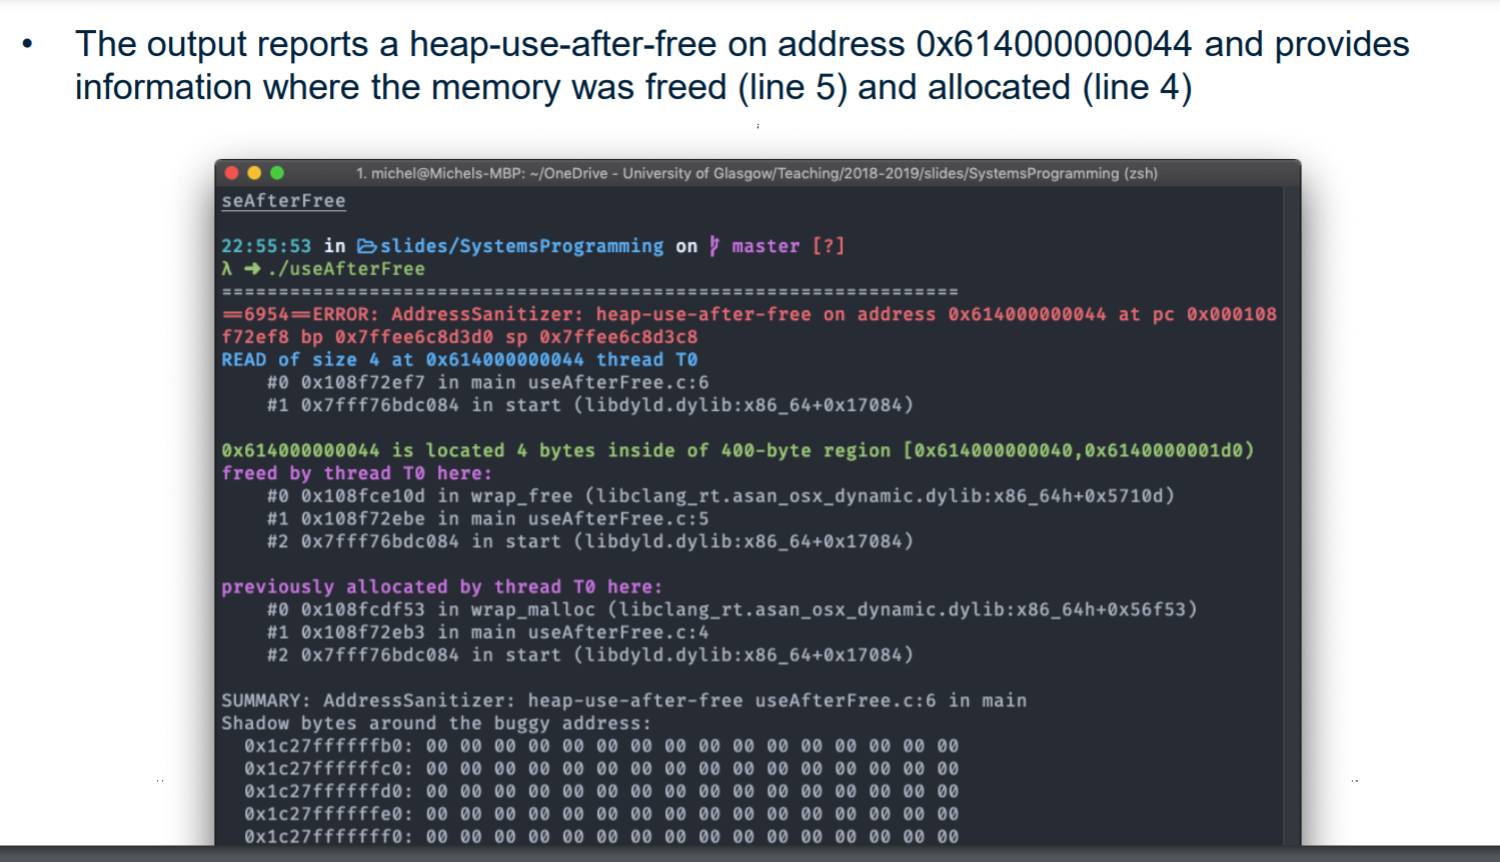 • The output reports a heap-use-after-free on address 0x614000000044 and provides
information where the memory was freed (line 5) and allocated (line 4)
1. michel@Michels-MBP: ~/OneDrive - University of Glasgow/Teaching/2018-2019/slides/SystemsProgramming (zsh)
seAfterFree
22:55:53 in slides/SystemsProgramming on master [?]
λ ➜ ./useAfterFree
=================================================================
==6954==ERROR: AddressSanitizer: heap-use-after-free on address 0x614000000044 at pc 0x000108
f72ef8 bp 0x7ffee6c8d3d0 sp 0x7ffee6c8d3c8
READ of size 4 at 0x614000000044 thread T0
#0 0x108f72ef7 in main useAfterFree.c:6
#1 0x7fff76bdc084 in start (libdyld.dylib:x86_64+0x17084)
0x614000000044 is located 4 bytes inside of 400-byte region [0x614000000040,0x6140000001d0)
freed by thread T0 here:
#0 0x108fce10d in wrap_free (libclang_rt.asan_osx_dynamic.dylib:x86_64h+0x5710d)
#1 0x108f72ebe in main useAfterFree.c:5
#2 0x7fff76bdc084 in start (libdyld.dylib:x86_64+0x17084)
previously allocated by thread T0 here:
#0 0x108fcdf53 in wrap_malloc (libclang_rt.asan_osx_dynamic.dylib:x86_64h+0x56f53)
#1 0x108f72eb3 in main useAfterFree.c:4
#2 0x7fff76bdc084 in start (libdyld.dylib:x86_64+0x17084)
SUMMARY: AddressSanitizer: heap-use-after-free useAfterFree.c:6 in main
Shadow bytes around the buggy address:
0x1c27ffffffb0: 00 00 00 00 00 00 00 00 00 00 00 00 00 00 00 00
0x1c27ffffffc0: 00 00 00 00 00 00 00 00 00 00 00 00 00 00 00 00
0x1c27ffffffd0: 00 00 00 00 00 00 00 00 00 00 00 00 00 00 00 00
0x1c27ffffffe0: 00 00 00 00 00 00 00 00 00 00 00 00 00 00 00 00
0x1c27fffffff0: 00 00 00 00 00 00 00 00 00 00 00 00 00 00 00 00